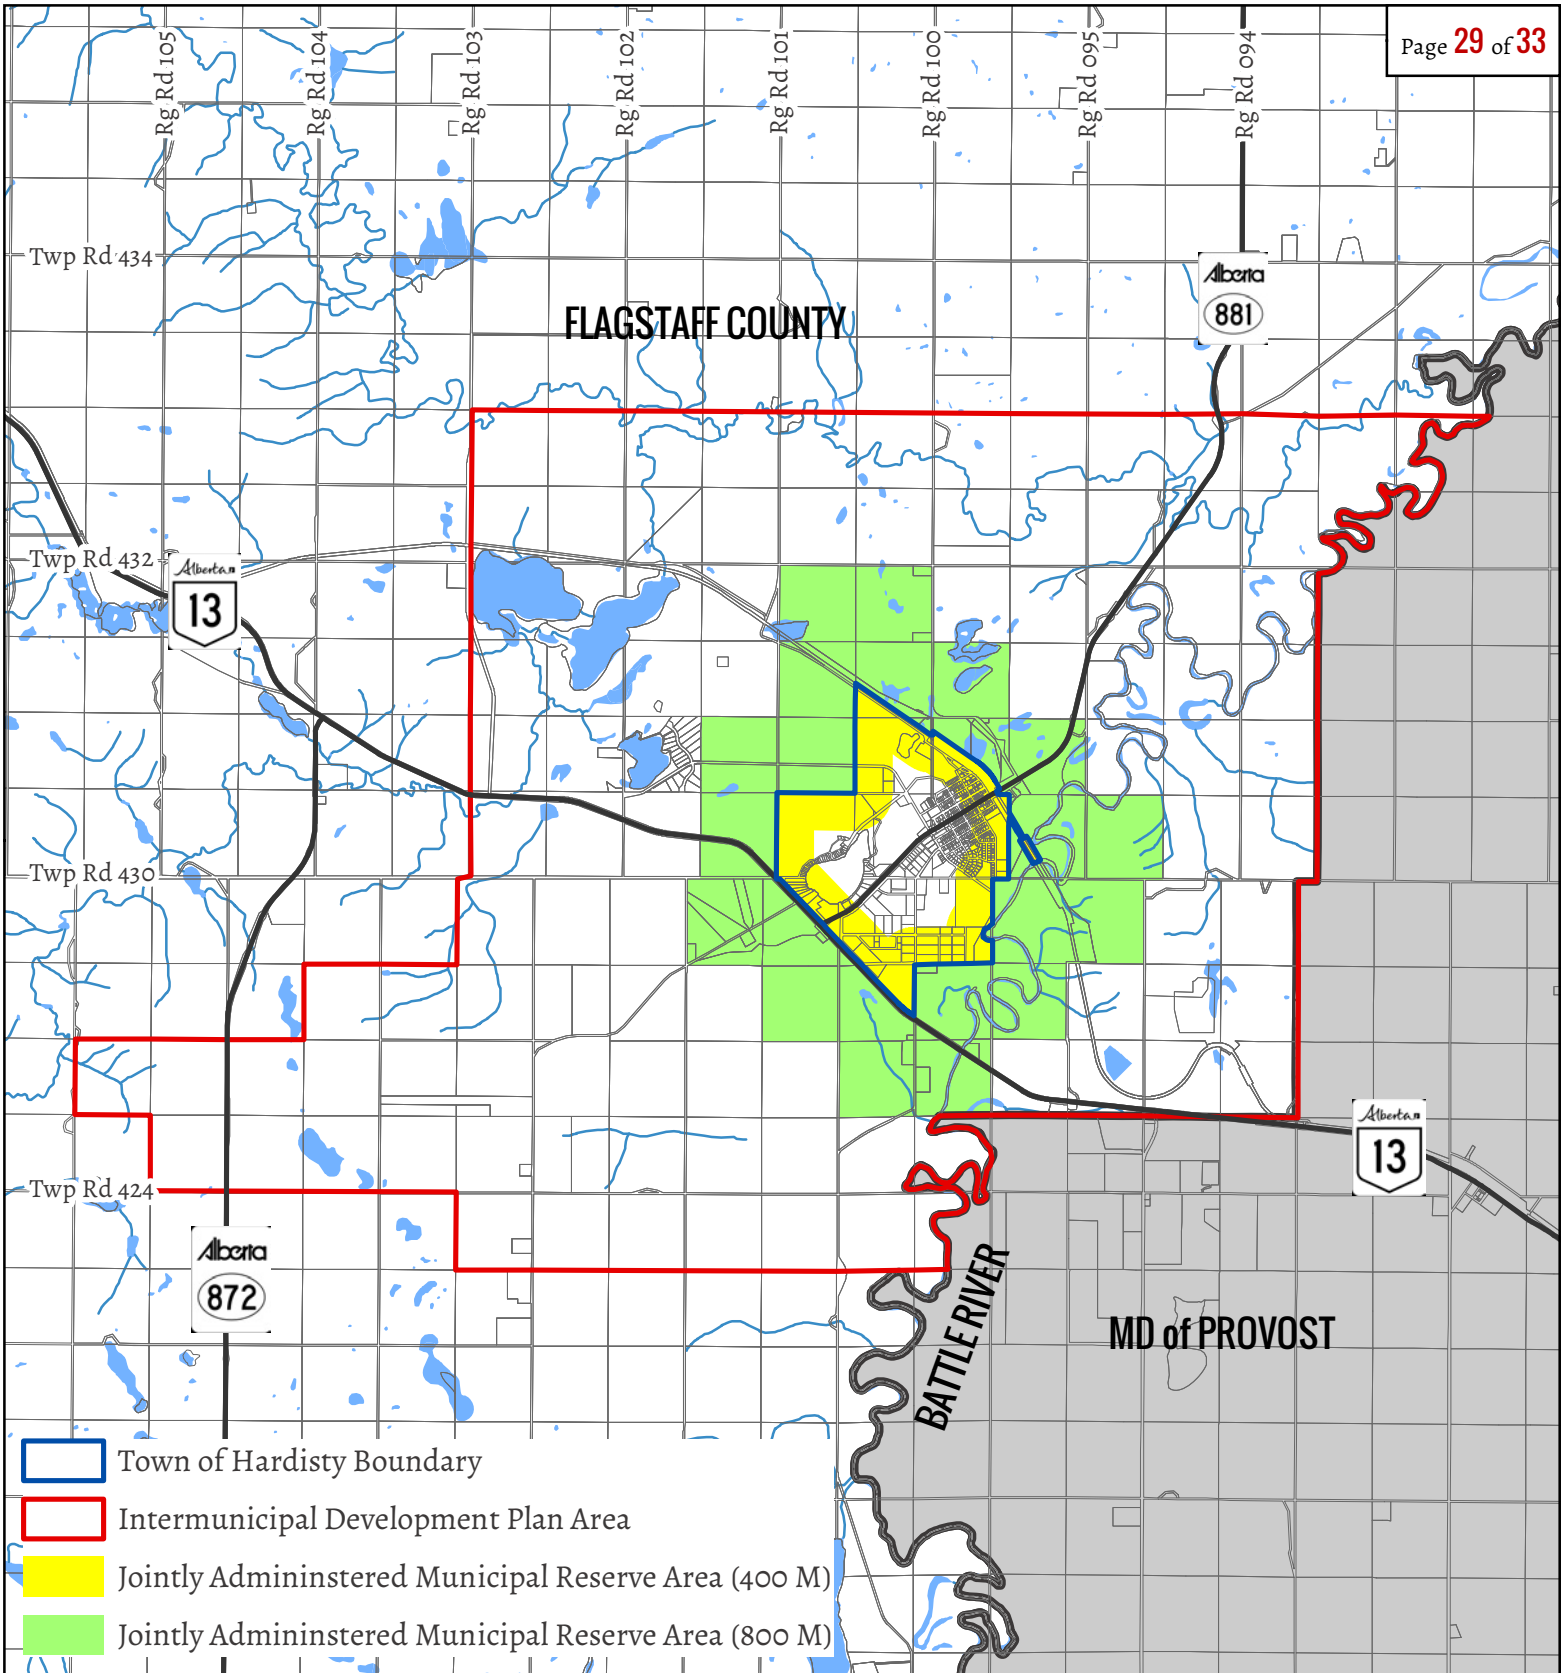 Page 29 of 33
Rg Rd 105
Rg Rd 104
Rg Rd 103
Rg Rd 102
Rg Rd 101
Rg Rd 100
Rg Rd 095
Rg Rd 094
Twp Rd 434
Alberta
881
FLAGSTAFF COUNTY
Twp Rd 432
Alberta
13
Twp Rd 430
Alberta
13
Twp Rd 424
Alberta
872
BATTLE RIVER
MD of PROVOST
Town of Hardisty Boundary
Intermunicipal Development Plan Area
Jointly Admininstered Municipal Reserve Area (400 M)
Jointly Admininstered Municipal Reserve Area (800 M)